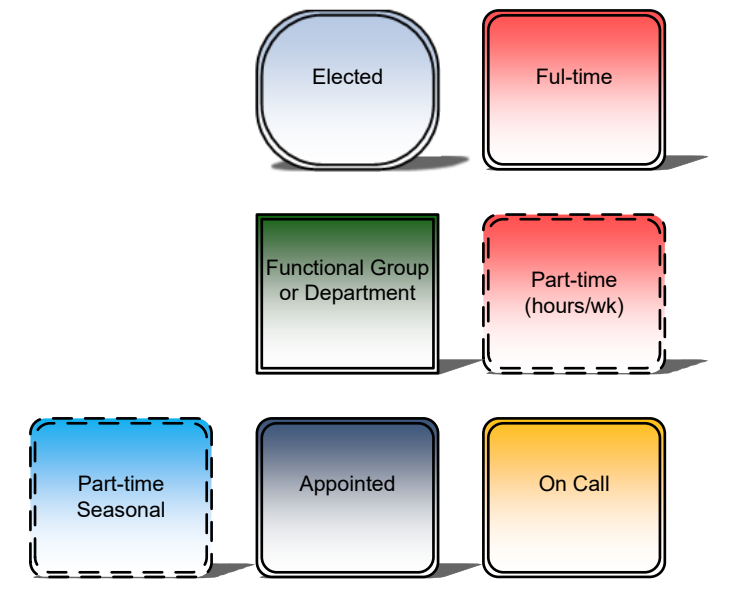 Elected
Ful-time
Functional Group
or Department
Part-time
(hours/wk)
Part-time
Seasonal
Appointed
On Call